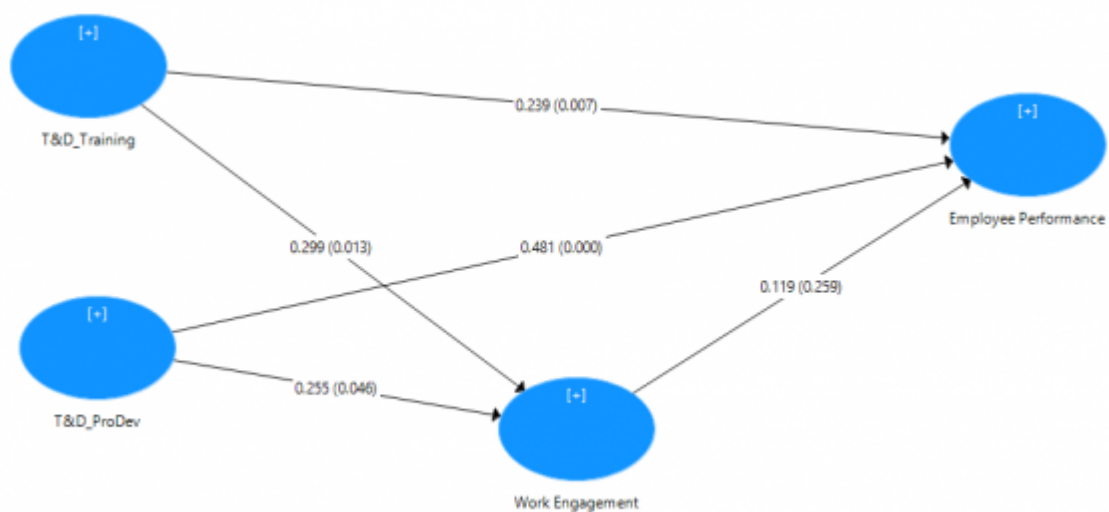 [+]
T&D_Training
0.239 (0.007)
[+]
Employee Performance
0.299 (0.013)
0.481 (0.000)
0.119 (0.259)
[+]
T&D_ProDev
0.255 (0.046)
[+]
Work Engagement